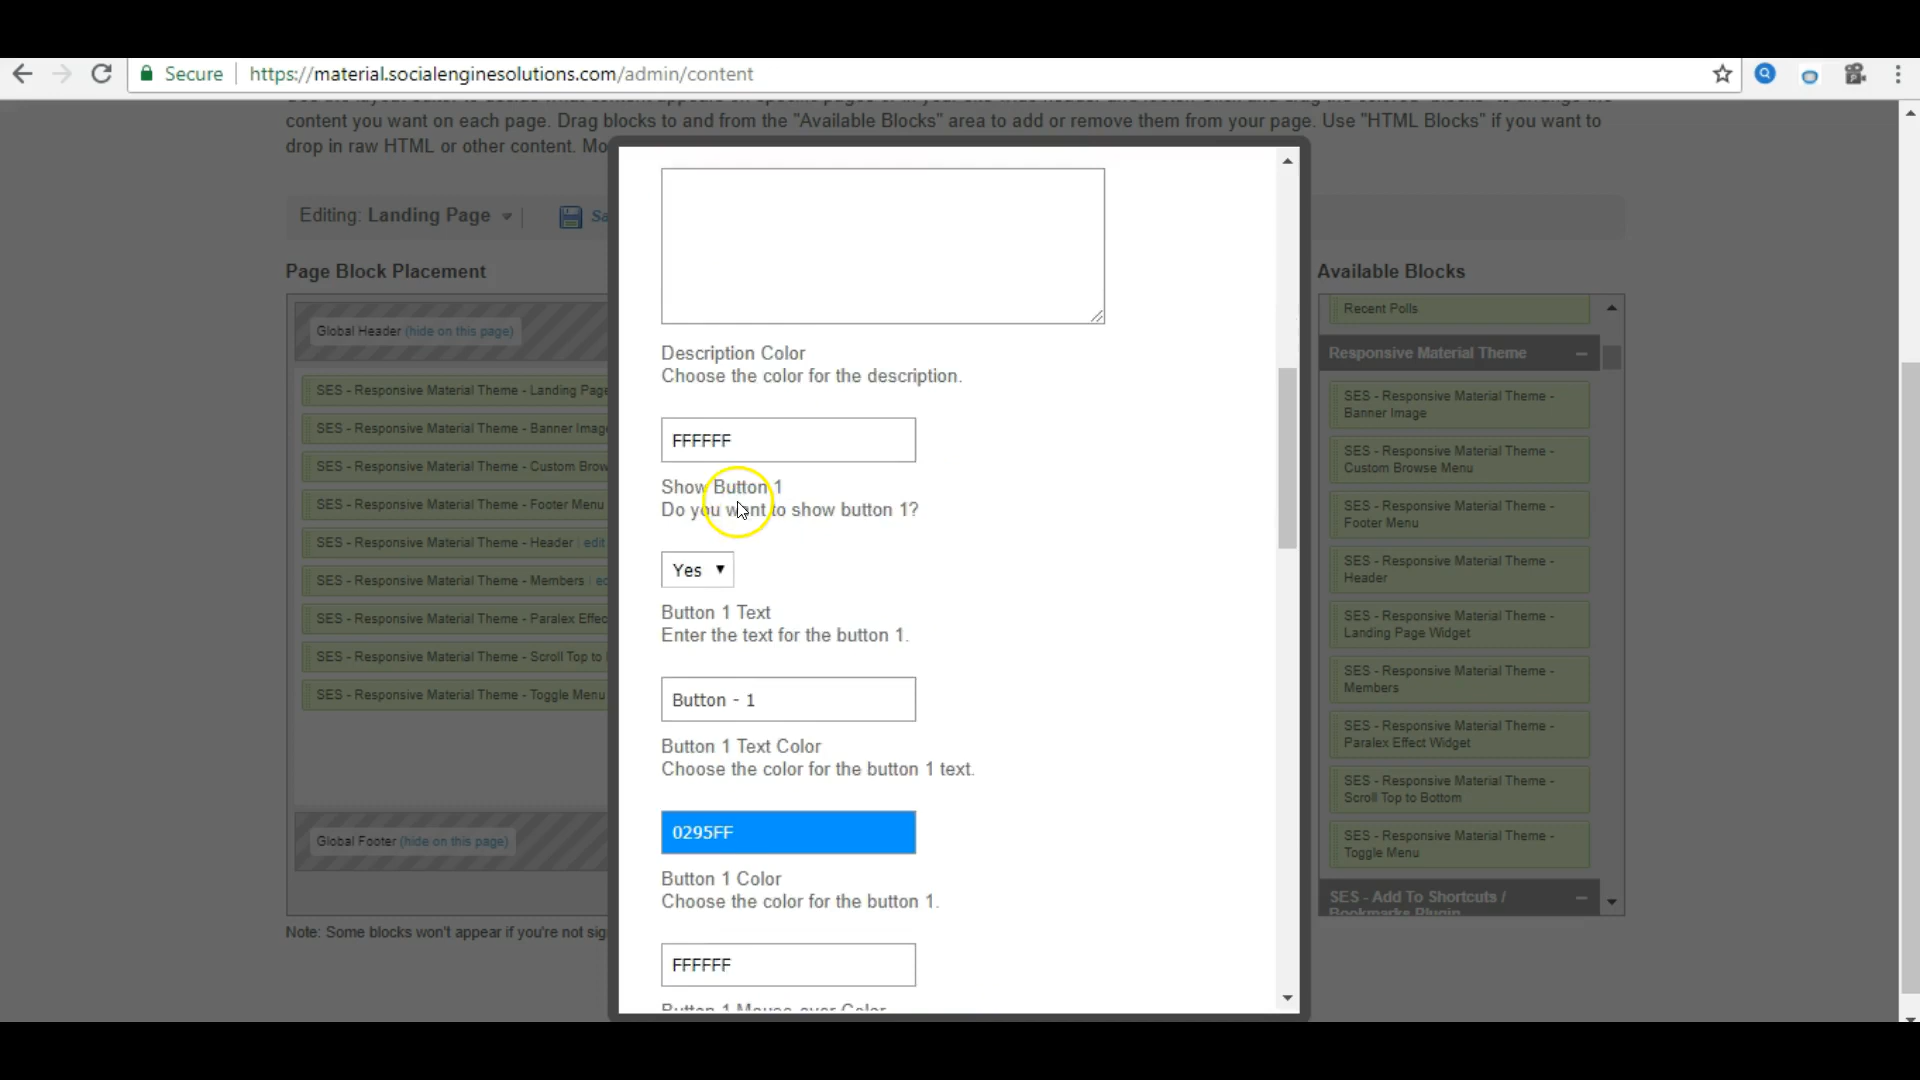 Secure
https://material.socialenginesolutions.com/admin/content
content you want on each page. Drag blocks to and from the "Available Blocks" area to add or remove them from your page. Use "HTML Blocks" if you want to
drop in raw HTML or other content. Mo
Editing: Landing Page
Sa
Page Block Placement
Global Header (hide on this page)
SES - Responsive Material Theme - Landing Page
SES - Responsive Material Theme - Banner Imag
SES - Responsive Material Theme - Custom Brow
SES - Responsive Material Theme - Footer Menu
SES - Responsive Material Theme - Header | edit
SES - Responsive Material Theme - Members | ed
SES - Responsive Material Theme - Paralex Effec
SES - Responsive Material Theme - Scroll Top to
SES - Responsive Material Theme - Toggle Menu
Global Footer (hide on this page)
Note: Some blocks won't appear if you're not sig
Description Color
Choose the color for the description.
FFFFFF
Show Button 1
Do you want to show button 1?
Yes
Button 1 Text
Enter the text for the button 1.
Button - 1
Button 1 Text Color
Choose the color for the button 1 text.
0295FF
Button 1 Color
Choose the color for the button 1.
FFFFFF
Button 1 Mouse-over Color
Available Blocks
Recent Polls
Responsive Material Theme
SES - Responsive Material Theme -
Banner Image
SES - Responsive Material Theme -
Custom Browse Menu
SES - Responsive Material Theme -
Footer Menu
SES - Responsive Material Theme -
Header
SES - Responsive Material Theme -
Landing Page Widget
SES - Responsive Material Theme -
Members
SES - Responsive Material Theme -
Paralex Effect Widget
SES - Responsive Material Theme -
Scroll Top to Bottom
SES - Responsive Material Theme -
Toggle Menu
SES - Add To Shortcuts /
Bookmarks Plugin